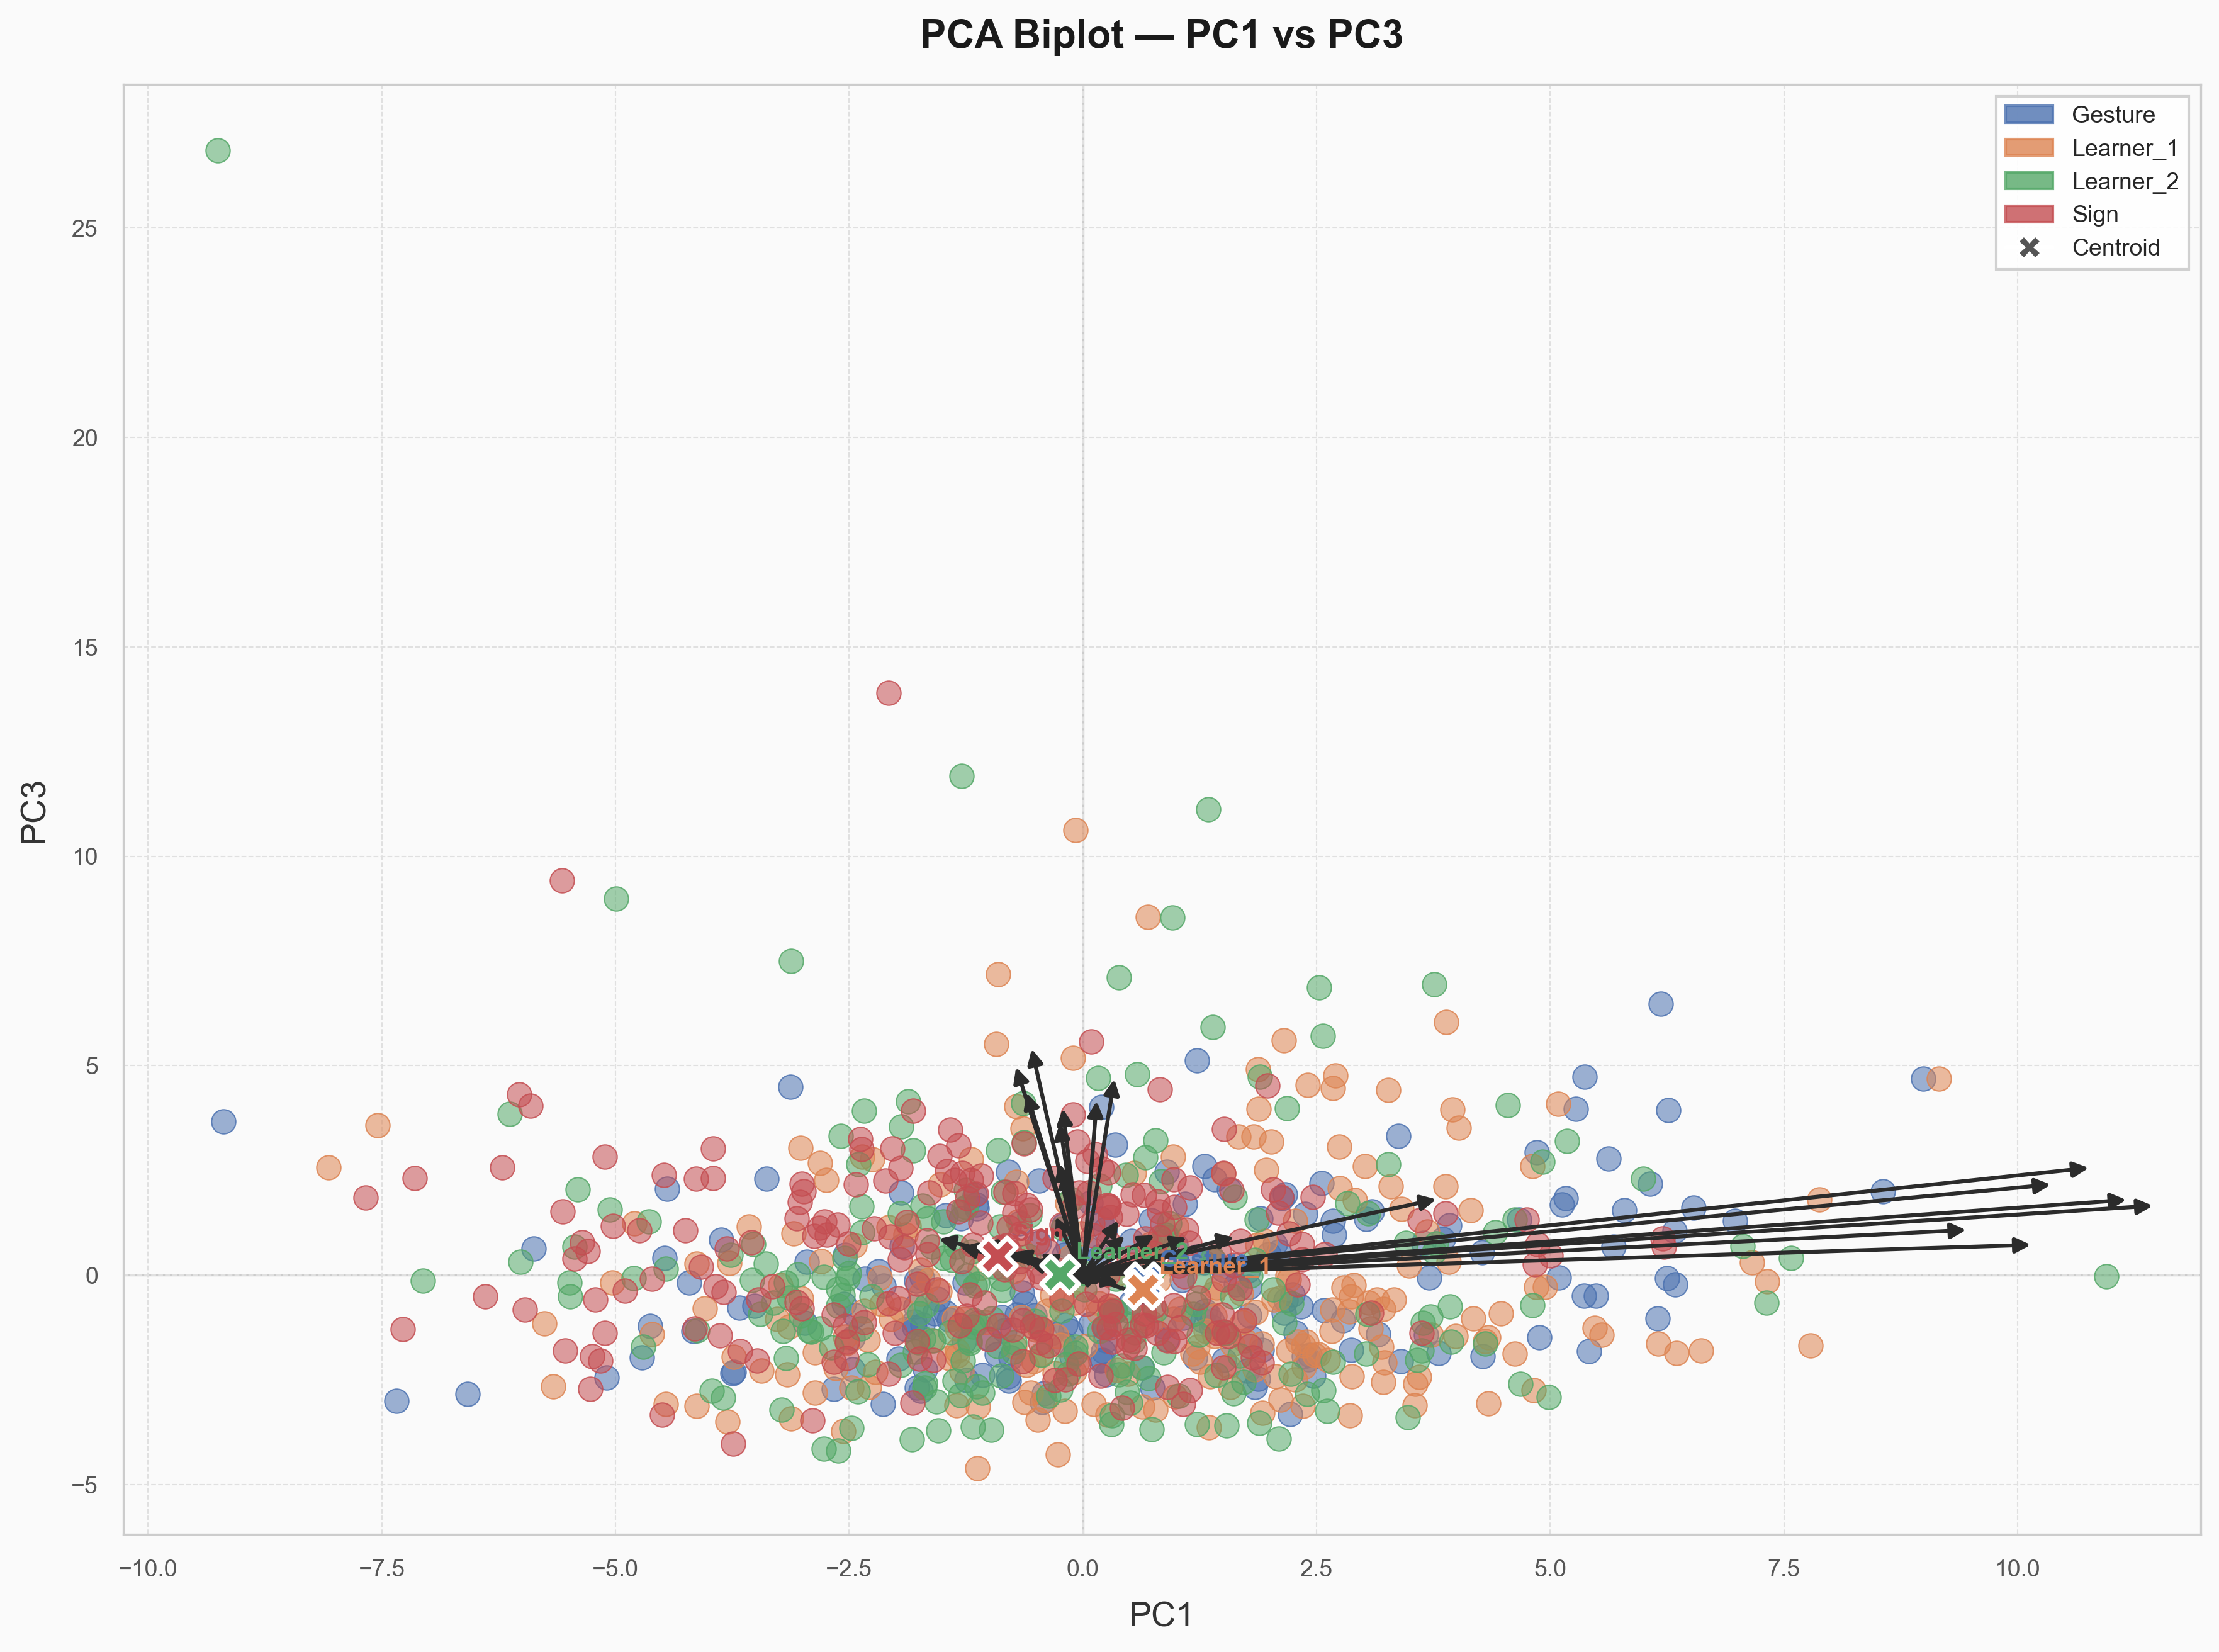 PCA Biplot — PC1 vs PC3
Gesture
Learner_1
Learner_2
Sign
Centroid
25
20
15
10
5
0
−5
PC3
Sign
Learner_2
Gesture
Learner_1
−10.0 −7.5 −5.0 −2.5 0.0 2.5 5.0 7.5 10.0
PC1